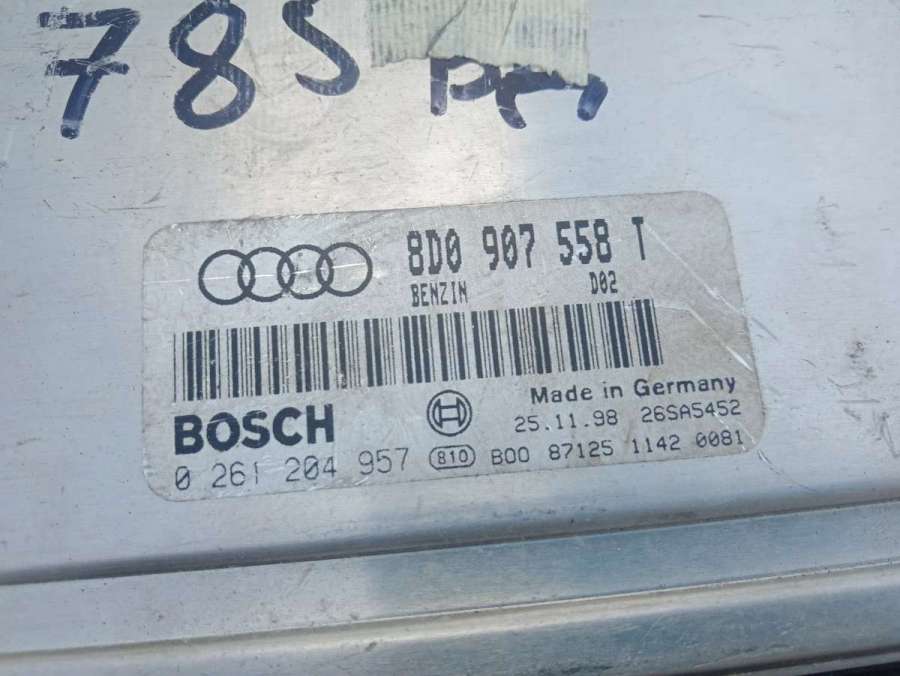 78S
8D0 907 558 T
BENZIN D02
Made in Germany
BOSCH 25.11.98 26SA5452
0 261 204 957 810 B00 87125 1142 0081